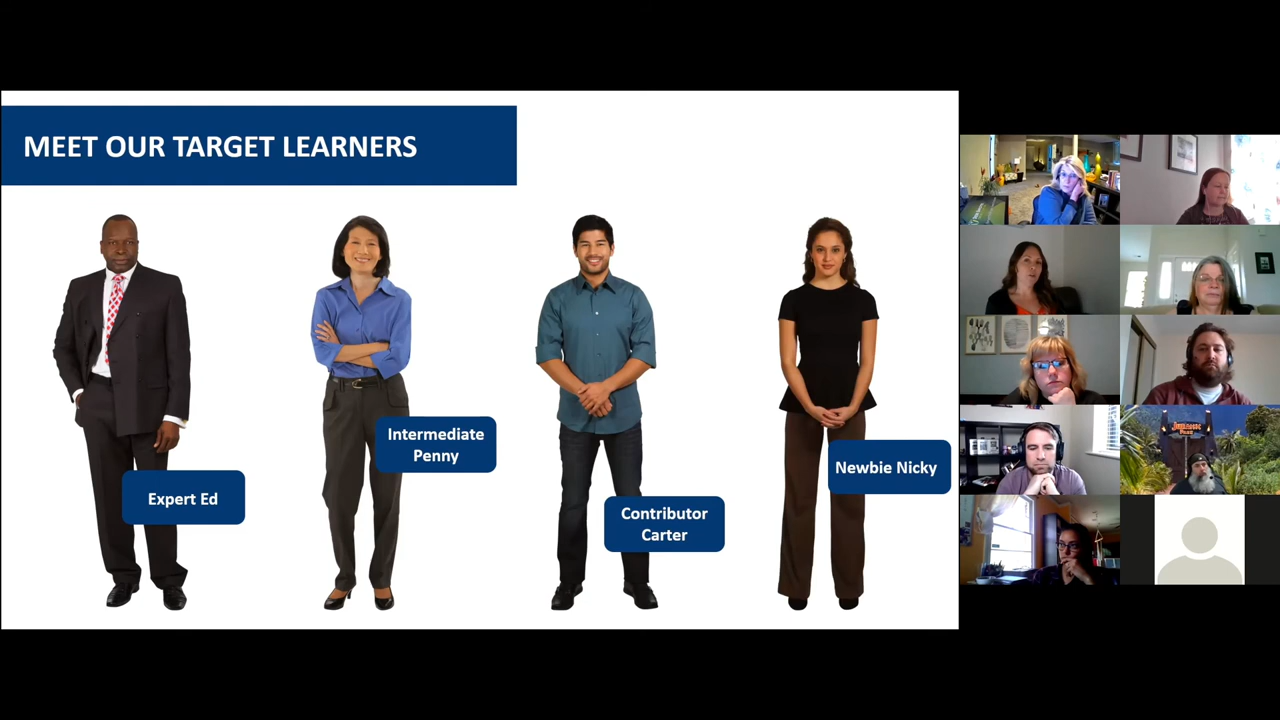 MEET OUR TARGET LEARNERS
Intermediate
Penny
Newbie Nicky
Expert Ed
Contributor
Carter